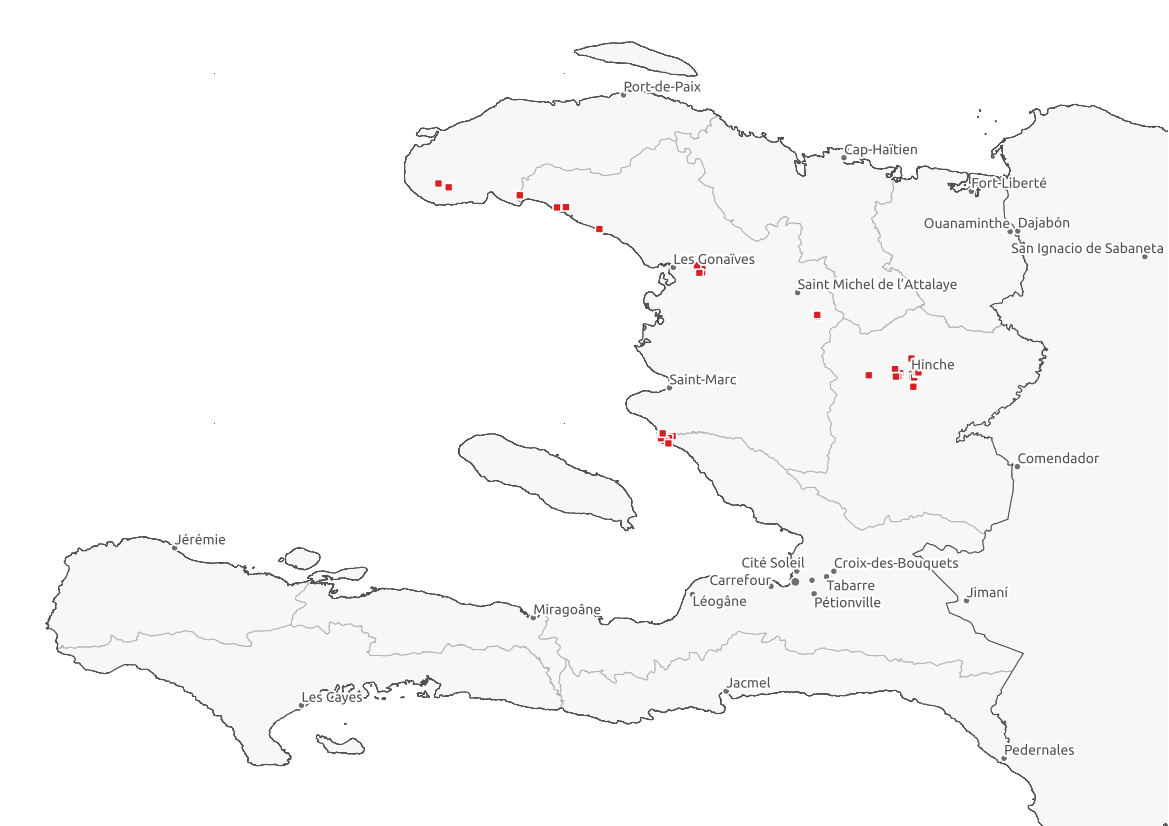 Port-de-Paix
Cap-Haïtien
Fort-Liberté
Ouanaminthe
Dajabón
San Ignacio de Sabaneta
Les Gonaïves
Saint Michel de l'Attalaye
Hinche
Saint-Marc
Comendador
Jérémie
Cité Soleil
Croix-des-Bouquets
Carrefour
Tabarre
Léogâne
Pétionville
Jimaní
Miragoâne
Jacmel
Les Cayes
Pedernales